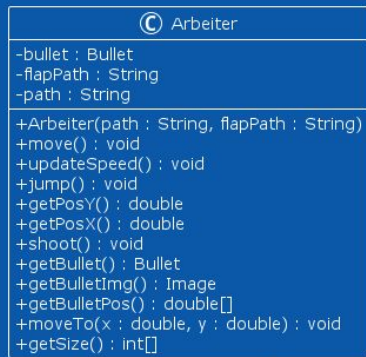 C Arbeiter
-bullet : Bullet
-flapPath : String
-path : String
+Arbeiter(path : String, flapPath : String)
+move() : void
+updateSpeed() : void
+jump() : void
+getPosY() : double
+getPosX() : double
+shoot() : void
+getBullet() : Bullet
+getBulletImg() : Image
+getBulletPos() : double[]
+moveTo(x : double, y : double) : void
+getSize() : int[]